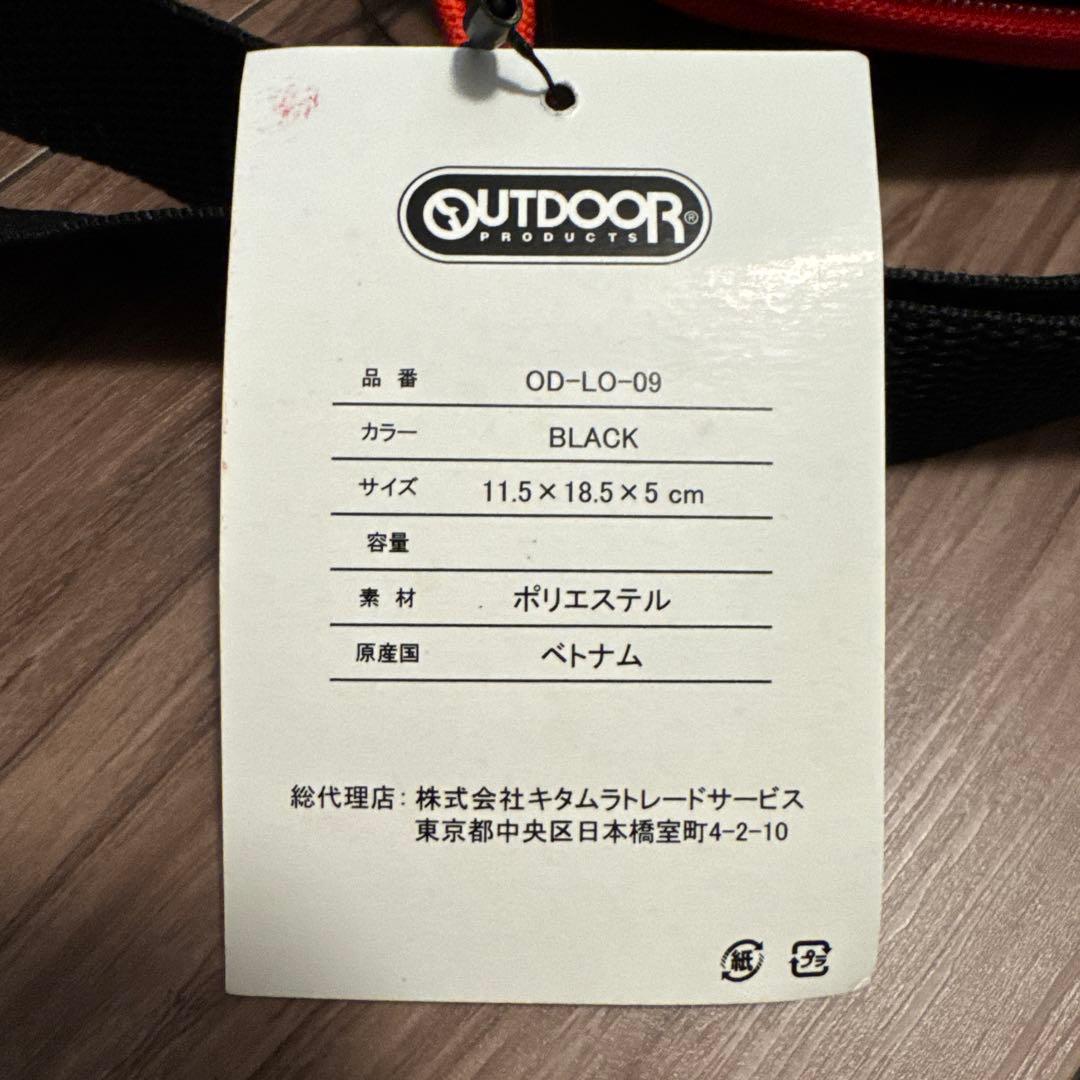 OUTDOOR®
PRODUCTS
品番 OD-LO-09
カラー BLACK
サイズ 11.5×18.5×5 cm
容量
素材 ポリエステル
原産国 ベトナム
総代理店: 株式会社キタムラトレードサービス
東京都中央区日本橋室町4-2-10
紙 プラ